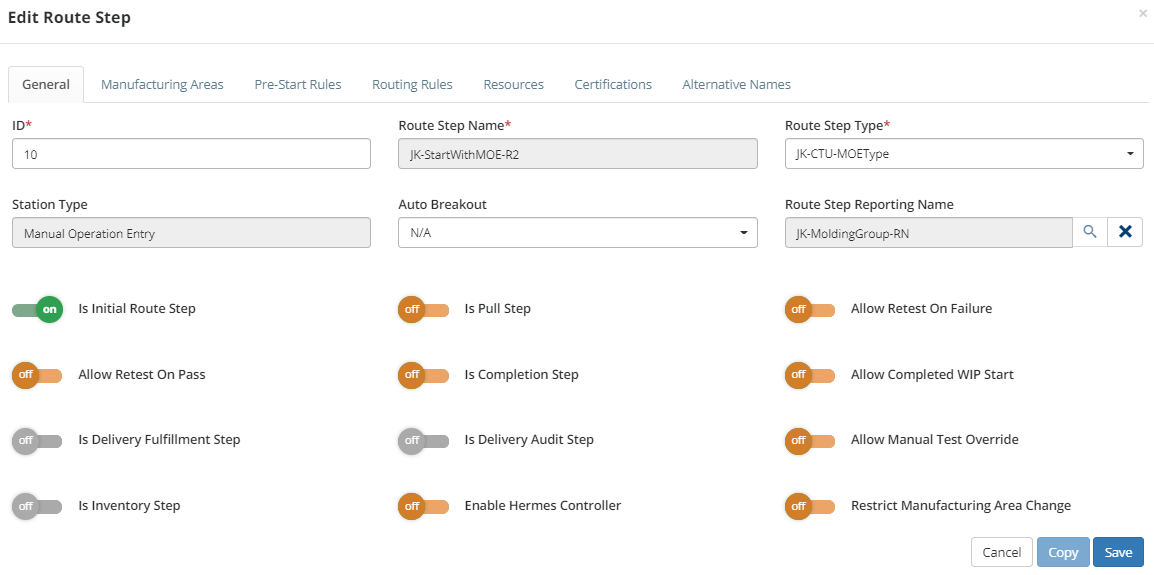 Edit Route Step
×
General Manufacturing Areas Pre-Start Rules Routing Rules Resources Certifications Alternative Names
ID* Route Step Name* Route Step Type*
10 JK-StartWithMOE-R2 JK-CTU-MOEType
Station Type Auto Breakout Route Step Reporting Name
Manual Operation Entry N/A JK-MoldingGroup-RN
on Is Initial Route Step off Is Pull Step off Allow Retest On Failure
off Allow Retest On Pass off Is Completion Step off Allow Completed WIP Start
off Is Delivery Fulfillment Step off Is Delivery Audit Step off Allow Manual Test Override
off Is Inventory Step off Enable Hermes Controller off Restrict Manufacturing Area Change
Cancel Copy Save